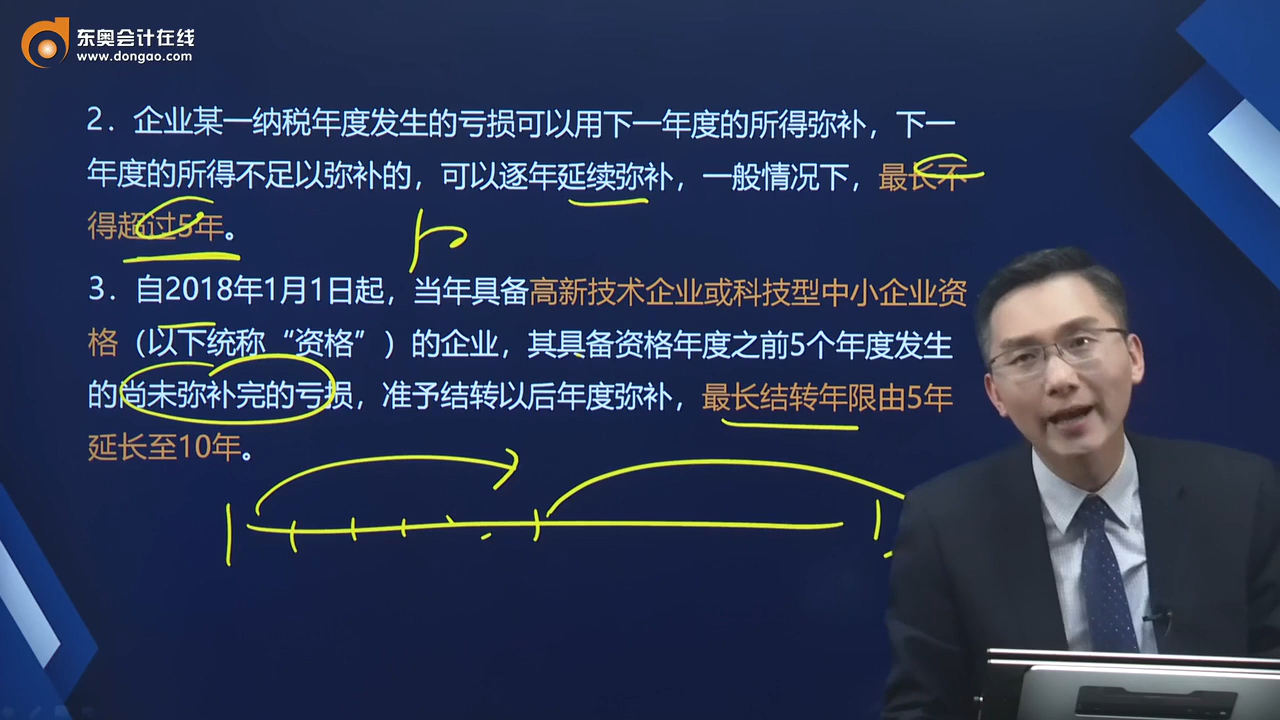 东奥会计在线
www.dongao.com
2．企业某一纳税年度发生的亏损可以用下一年度的所得弥补，下一
年度的所得不足以弥补的，可以逐年延续弥补，一般情况下，最长不
得超过5年。
3．自2018年1月1日起，当年具备高新技术企业或科技型中小企业资
格（以下统称“资格”）的企业，其具备资格年度之前5个年度发生
的尚未弥补完的亏损，准予结转以后年度弥补，最长结转年限由5年
延长至10年。